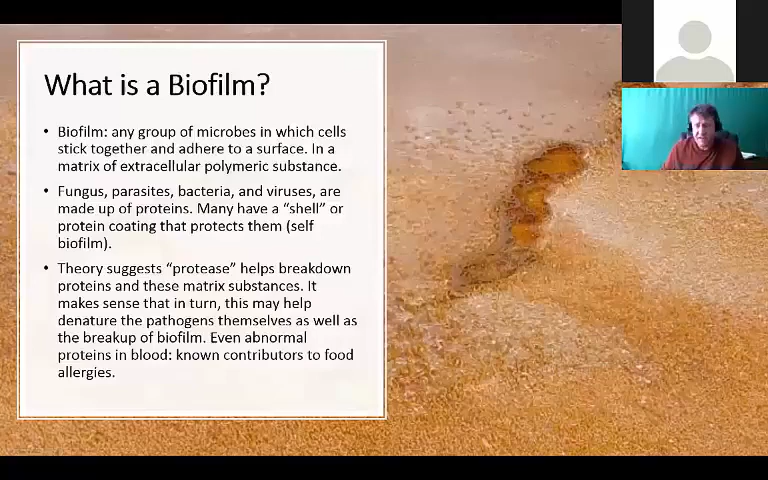 What is a Biofilm?
• Biofilm: any group of microbes in which cells
stick together and adhere to a surface. In a
matrix of extracellular polymeric substance.
• Fungus, parasites, bacteria, and viruses, are
made up of proteins. Many have a “shell” or
protein coating that protects them (self
biofilm).
• Theory suggests “protease” helps breakdown
proteins and these matrix substances. It
makes sense that in turn, this may help
denature the pathogens themselves as well as
the breakup of biofilm. Even abnormal
proteins in blood: known contributors to food
allergies.